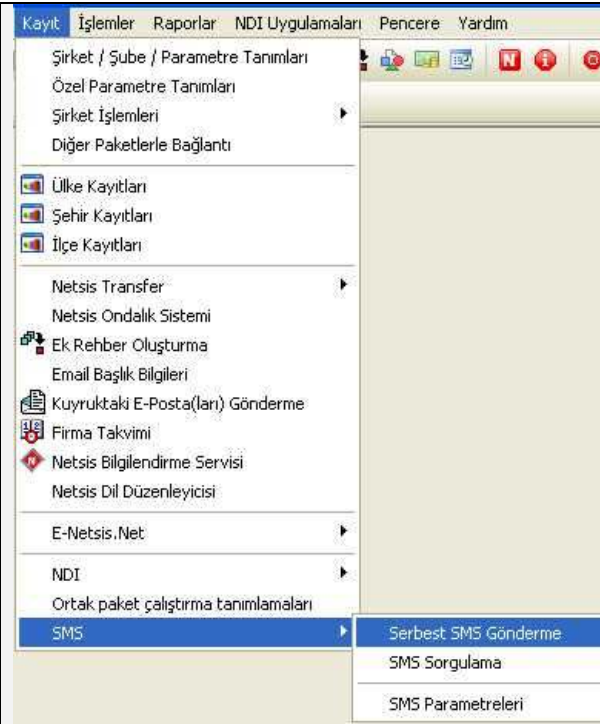 Kayıt İşlemler Raporlar NDI Uygulamaları Pencere Yardım
Şirket / Şube / Parametre Tanımları
Özel Parametre Tanımları
Şirket İşlemleri
Diğer Paketlerle Bağlantı
Ülke Kayıtları
Şehir Kayıtları
İlçe Kayıtları
Netsis Transfer
Netsis Ondalık Sistemi
Ek Rehber Oluşturma
Email Başlık Bilgileri
Kuyruktaki E-Posta(ları) Gönderme
Firma Takvimi
Netsis Bilgilendirme Servisi
Netsis Dil Düzenleyicisi
E-Netsis.Net
NDI
Ortak paket çalıştırma tanımlamaları
SMS
Serbest SMS Gönderme
SMS Sorgulama
SMS Parametreleri